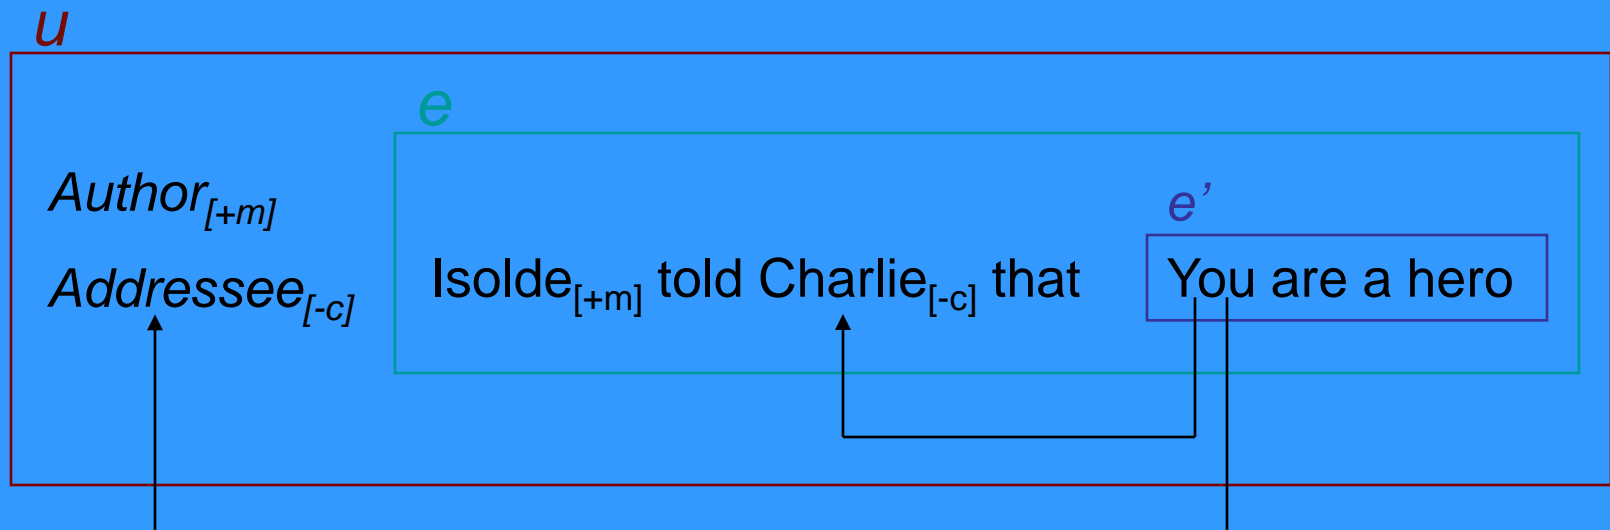 u
e
Author[+m]
e’
Addressee[-c]
Isolde[+m] told Charlie[-c] that You are a hero